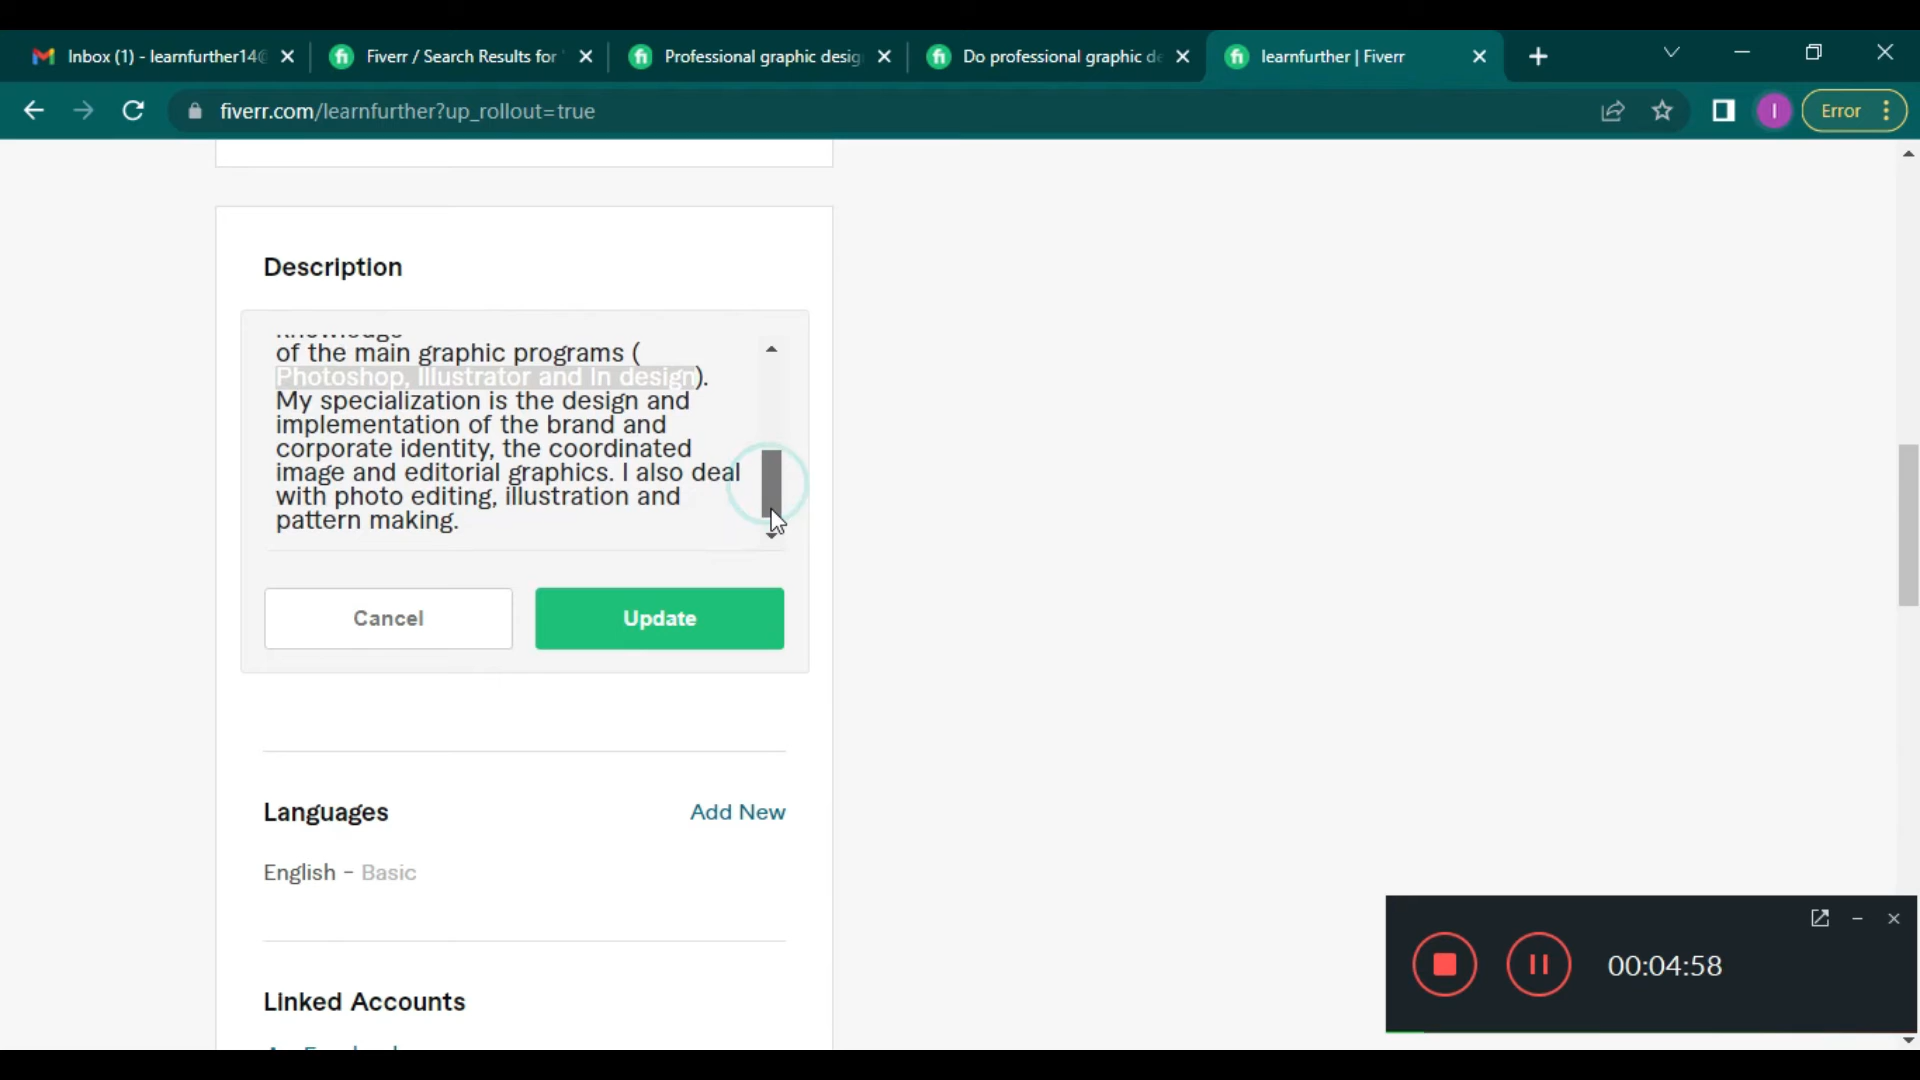 Inbox (1) - learnfurther14@
Fiverr / Search Results for '
Professional graphic desig
Do professional graphic de
learnfurther | Fiverr
fiverr.com/learnfurther?up_rollout=true
I
Error
Description
knowledge
of the main graphic programs (
Photoshop, Illustrator and In design).
My specialization is the design and
implementation of the brand and
corporate identity, the coordinated
image and editorial graphics. I also deal
with photo editing, illustration and
pattern making.
Cancel
Update
Languages
Add New
English - Basic
Linked Accounts
00:04:58